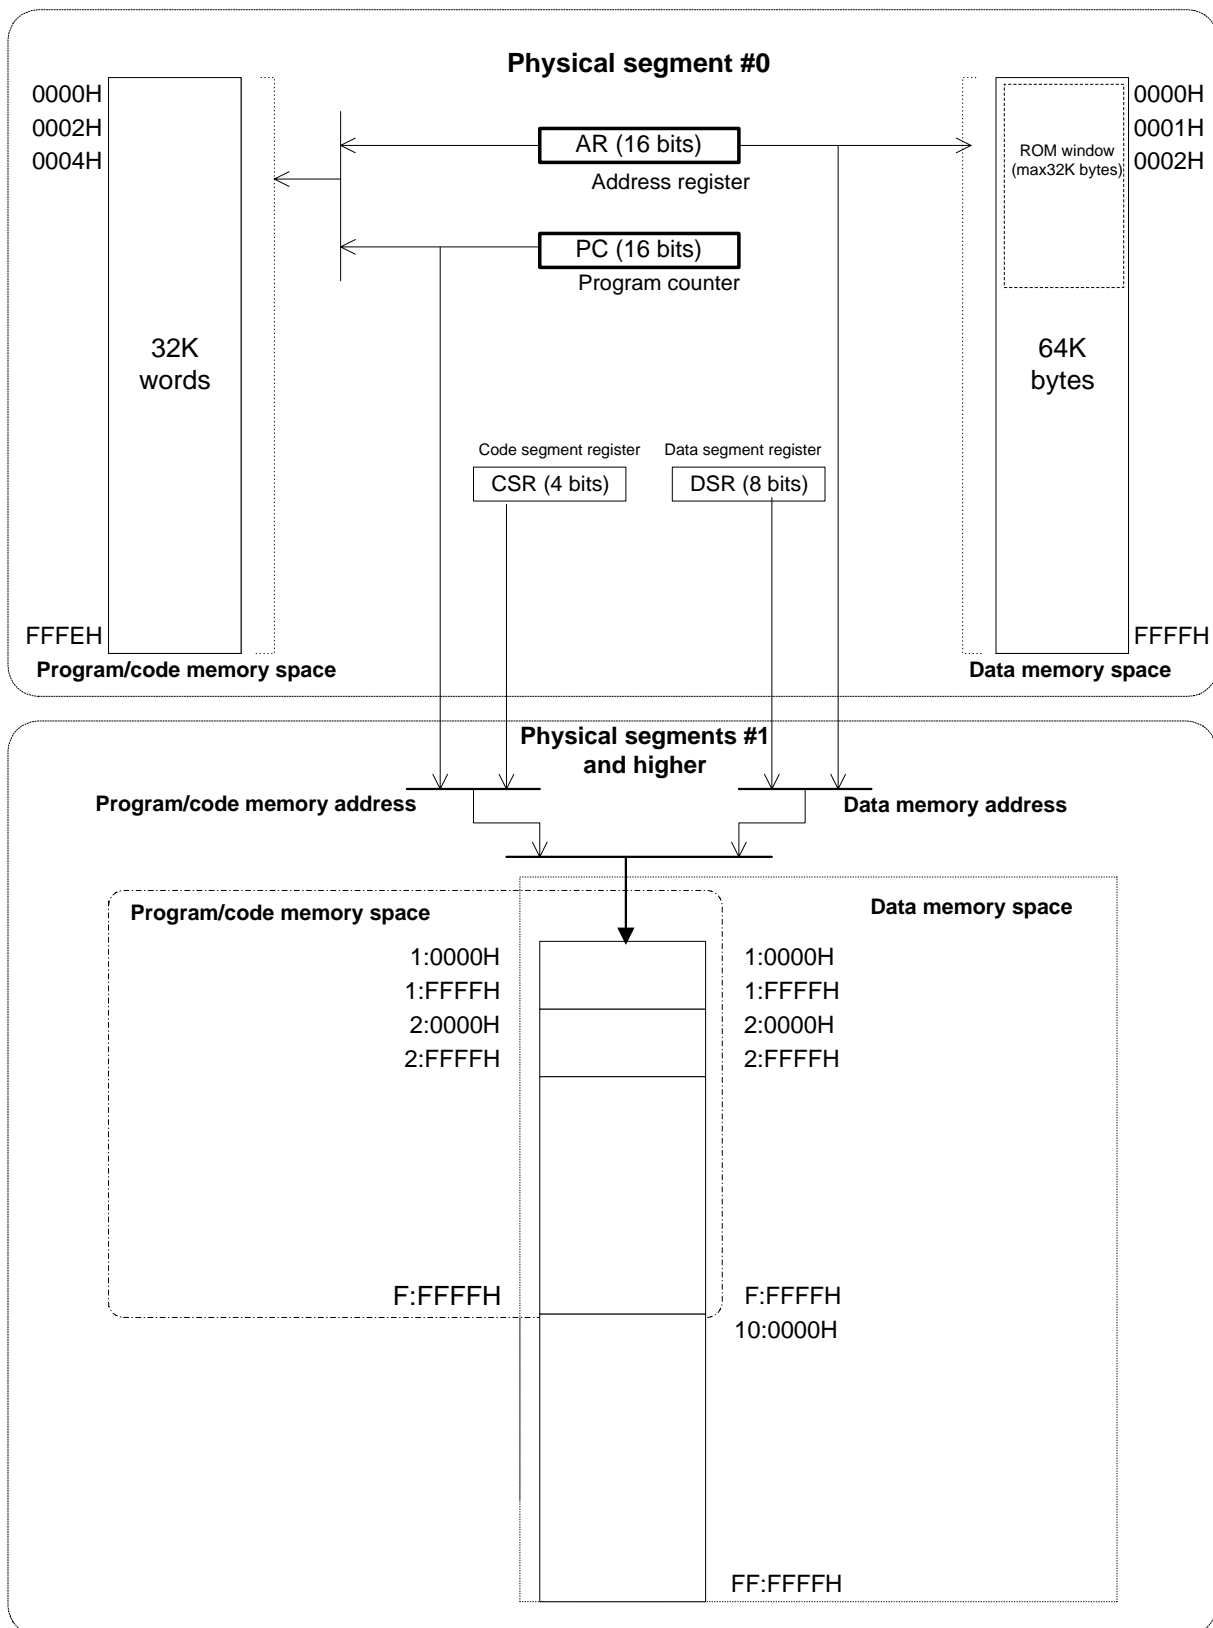 Physical segment #0
0000H
0002H
0004H
FFFEH
32K
words
Program/code memory space
AR (16 bits)
Address register
PC (16 bits)
Program counter
Code segment register
CSR (4 bits)
Data segment register
DSR (8 bits)
ROM window
(max32K bytes)
0000H
0001H
0002H
64K
bytes
FFFFH
Data memory space
Physical segments #1
and higher
Program/code memory address
Data memory address
Program/code memory space
Data memory space
1:0000H
1:FFFFH
2:0000H
2:FFFFH
F:FFFFH
1:0000H
1:FFFFH
2:0000H
2:FFFFH
F:FFFFH
10:0000H
FF:FFFFH